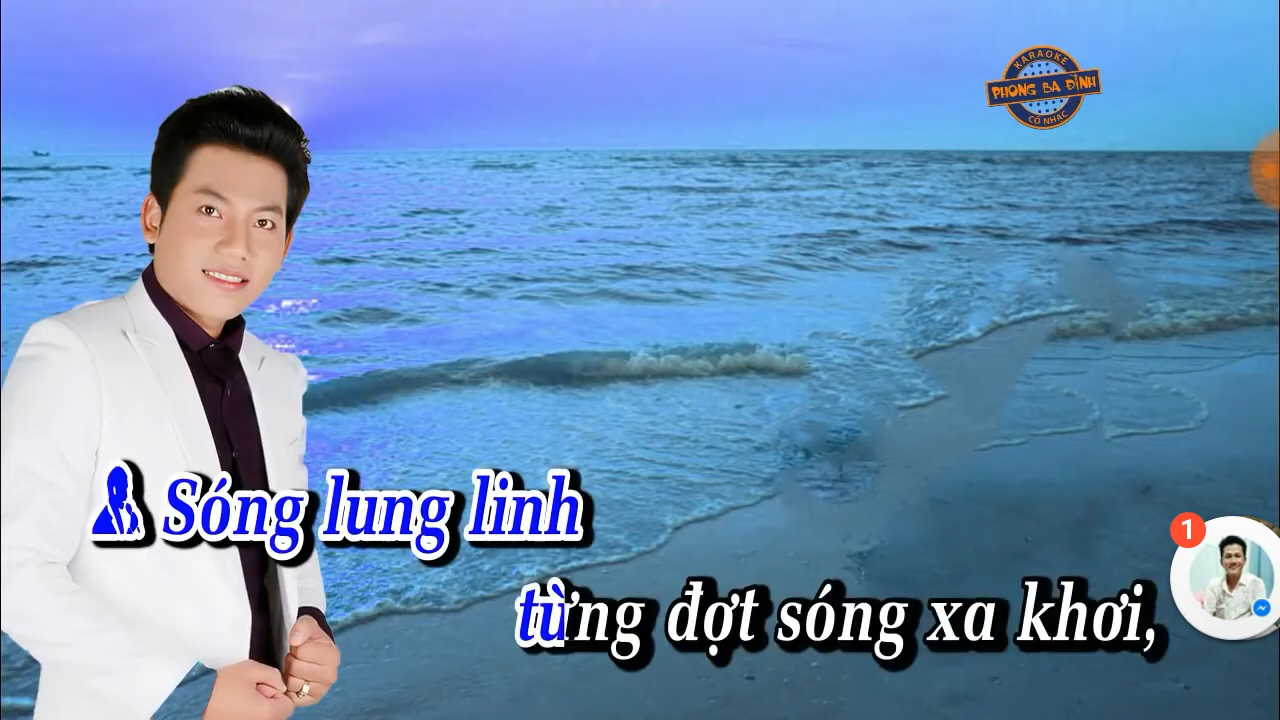 KARAOKE
PHONG BA ĐÌNH
CỔ NHẠC
Sóng lung linh
từng đợt sóng xa khơi,
1